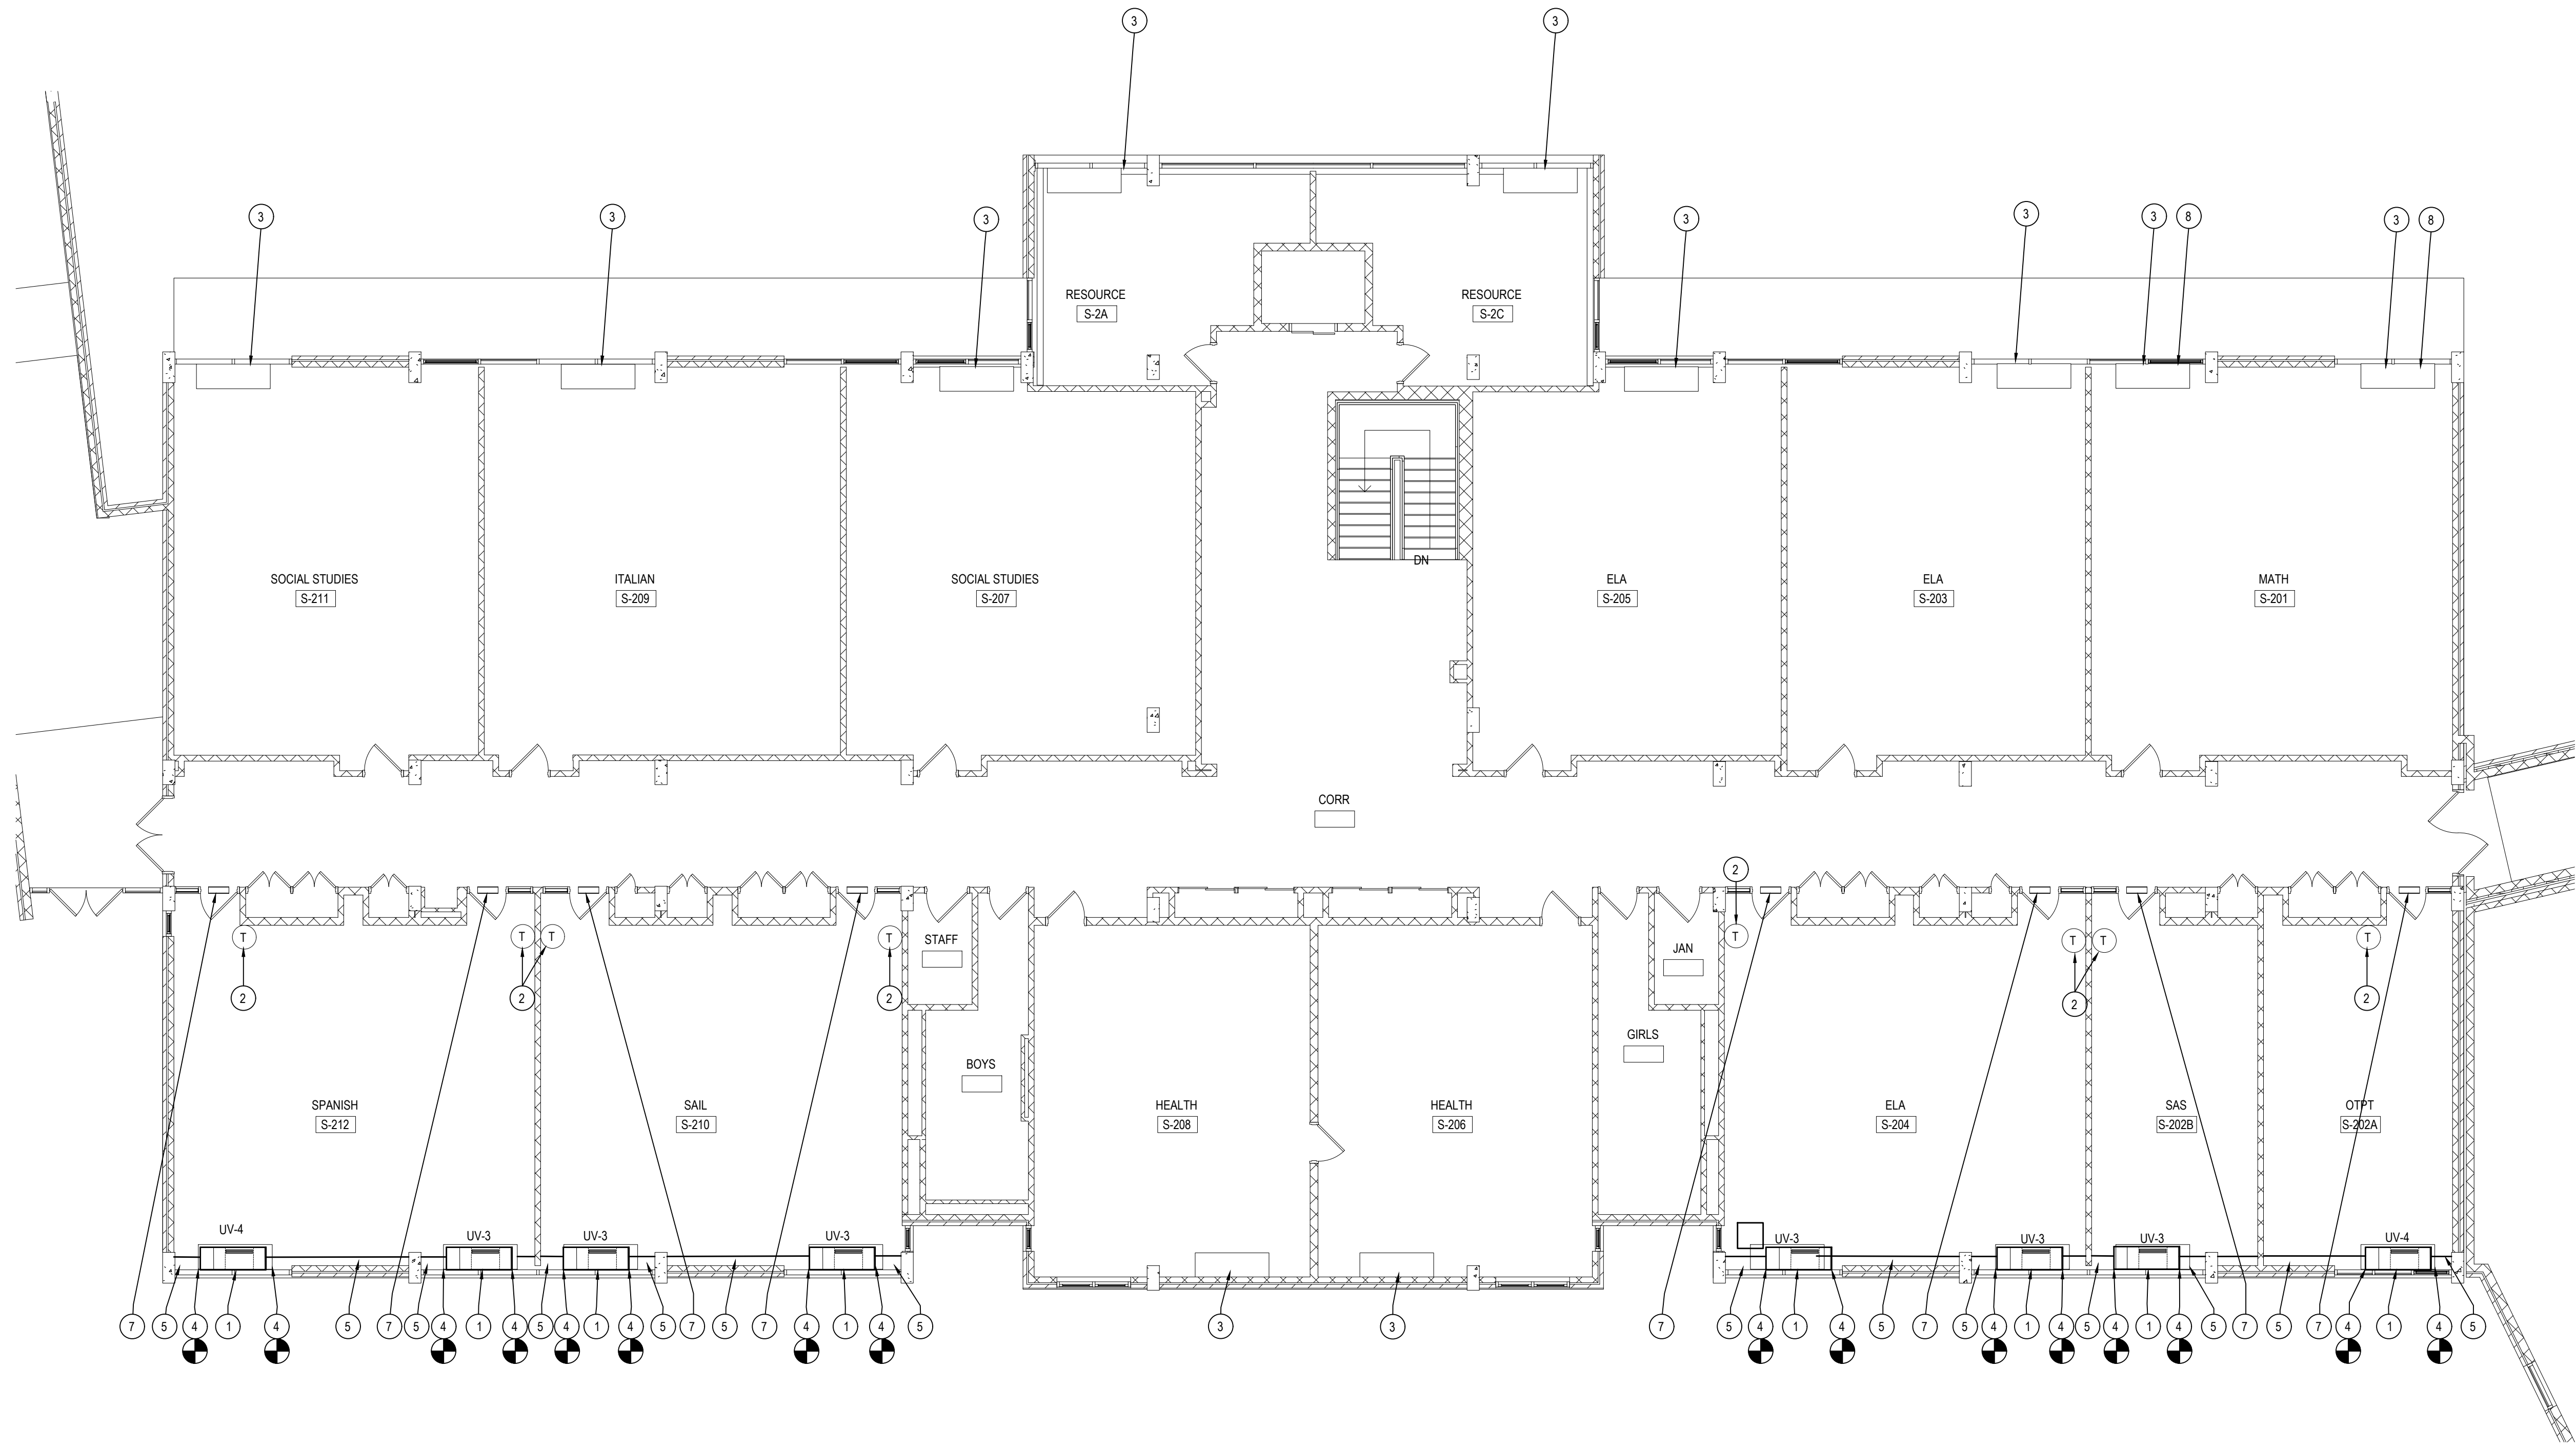 3 3
3 3 3 3 3 3 8 3 8
RESOURCE RESOURCE
S-2A S-2C
DN
SOCIAL STUDIES ITALIAN SOCIAL STUDIES ELA ELA MATH
S-211 S-209 S-207 S-205 S-203 S-201
CORR
2
T T T T STAFF T JAN T T T
2 2 2 2 2
GIRLS
BOYS
SPANISH SAIL HEALTH HEALTH ELA SAS OTPT
S-212 S-210 S-208 S-206 S-204 S-202B S-202A
UV-4 UV-3 UV-3 UV-3 UV-3 UV-3 UV-3 UV-4
7 5 4 1 4 5 7 5 4 1 4 5 4 1 4 5 7 5 7 4 1 4 5 3 3 7 5 4 1 4 5 7 5 4 1 4 5 4 1 4 5 7 5 7 4 1 4 5